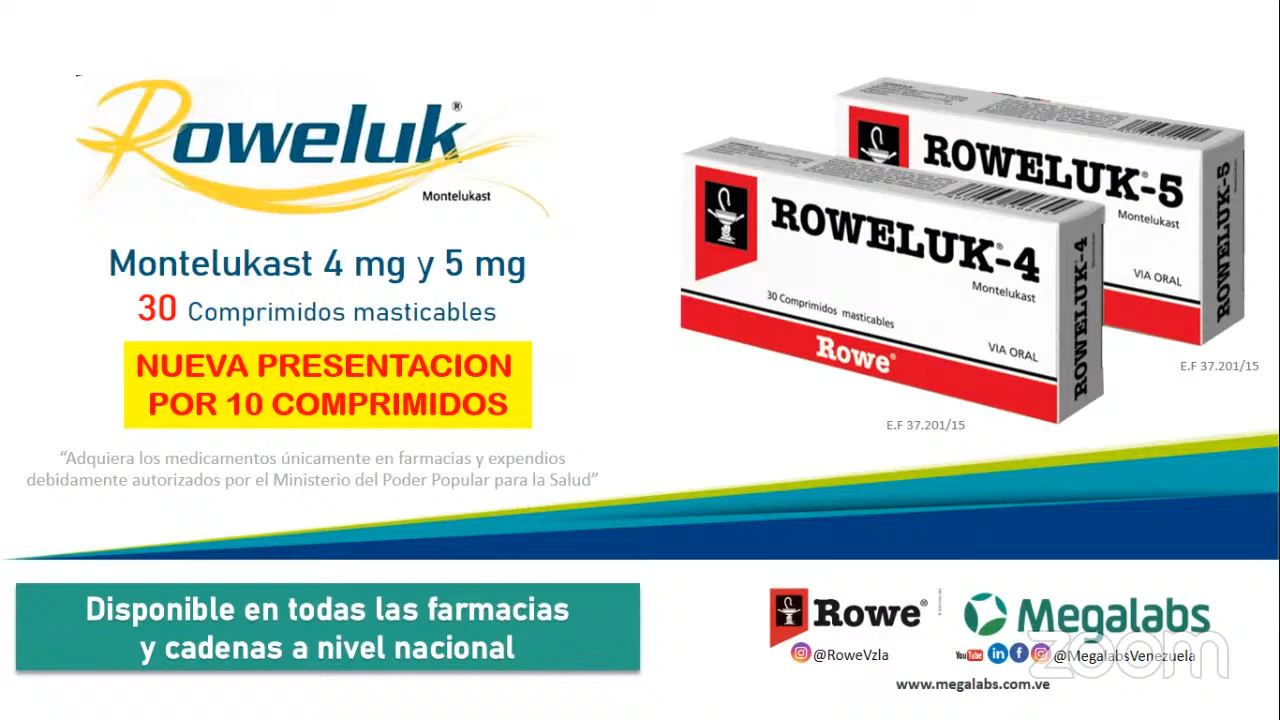 Roweluk®
Montelukast
Montelukast 4 mg y 5 mg
30 Comprimidos masticables
NUEVA PRESENTACION
POR 10 COMPRIMIDOS
“Adquiera los medicamentos únicamente en farmacias y expendios
debidamente autorizados por el Ministerio del Poder Popular para la Salud”
ROWELUK®-5
Montelukast
VIA ORAL
ROWELUK-5
E.F 37.201/15
ROWELUK®-4
Montelukast
30 Comprimidos masticables
VIA ORAL
Rowe®
ROWELUK-4
E.F 37.201/15
Disponible en todas las farmacias
y cadenas a nivel nacional
Rowe®
@RoweVzla
Megalabs
YouTube
@MegalabsVenezuela
zoom
www.megalabs.com.ve